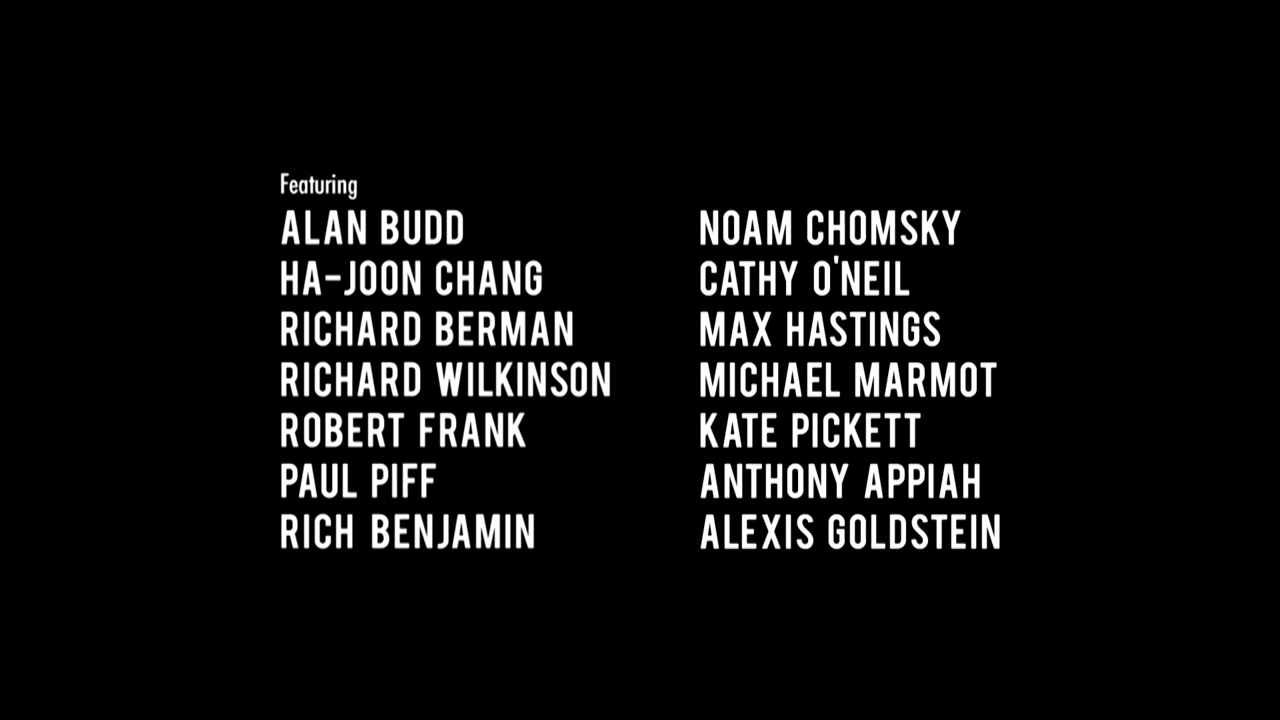 Featuring
ALAN BUDD
HA-JOON CHANG
RICHARD BERMAN
RICHARD WILKINSON
ROBERT FRANK
PAUL PIFF
RICH BENJAMIN
NOAM CHOMSKY
CATHY O'NEIL
MAX HASTINGS
MICHAEL MARMOT
KATE PICKETT
ANTHONY APPIAH
ALEXIS GOLDSTEIN